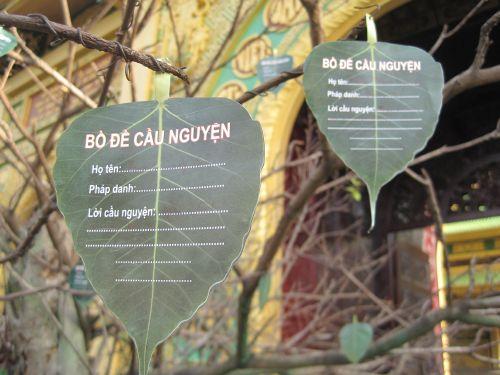 BỒ ĐỀ CẦU NGUYỆN
Họ tên:
Pháp danh:
Lời cầu nguyện:
BỒ ĐỀ CẦU NGUYỆN
Họ tên:
Pháp danh:
Lời cầu nguyện: